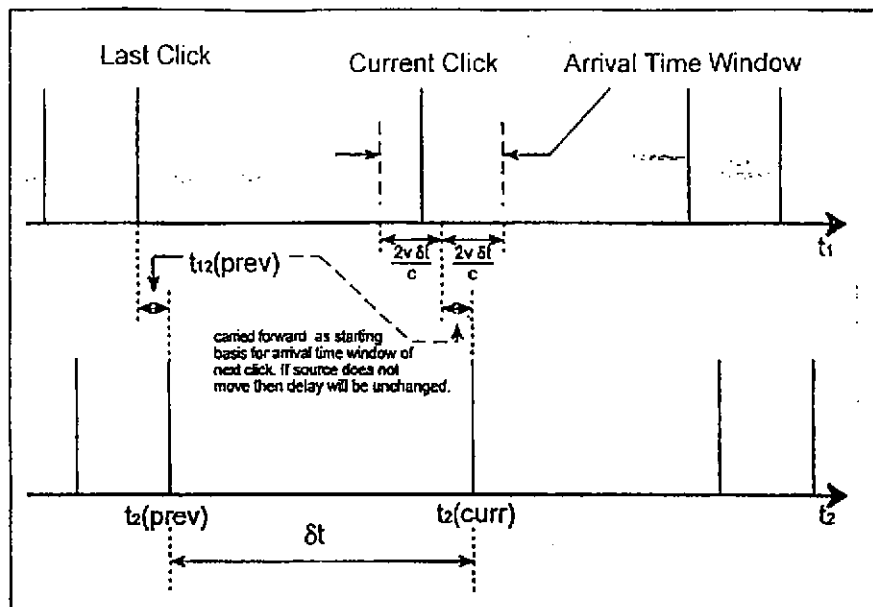 Last Click
Current Click
Arrival Time Window
2v δt
c
2v δt
c
t1
t12(prev)
carried forward as starting
basis for arrival time window of
next click. If source does not
move then delay will be unchanged.
t2(prev)
t2(curr)
t2
δt